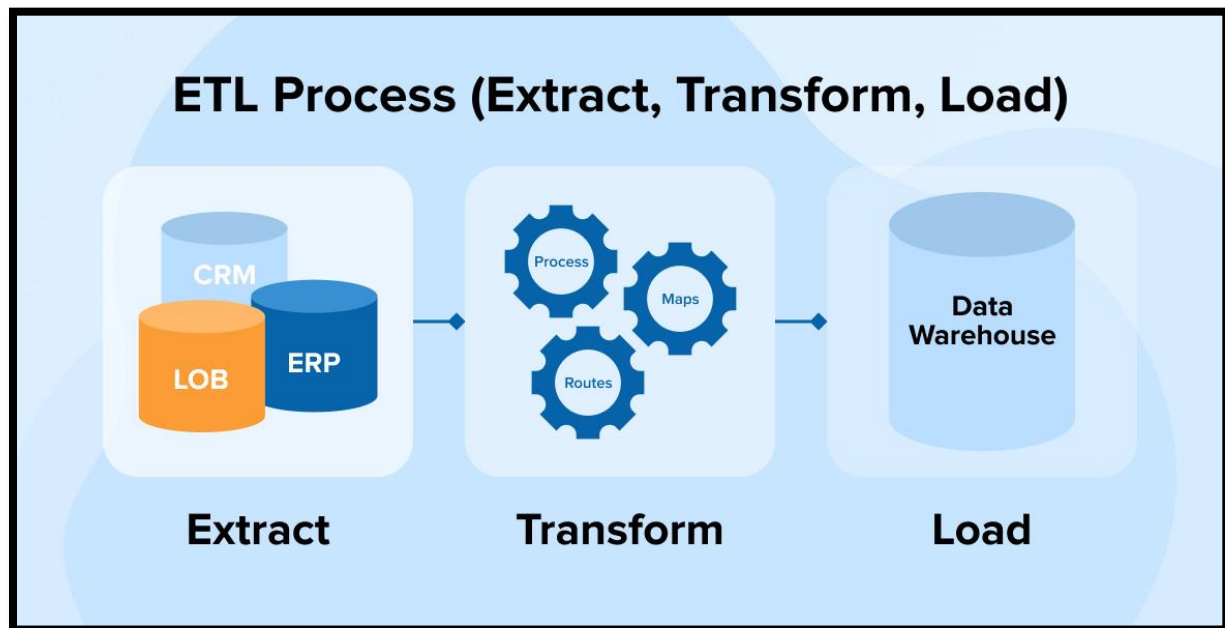 ETL Process (Extract, Transform, Load)
CRM
LOB
ERP
Process
Maps
Routes
Data
Warehouse
Extract
Transform
Load